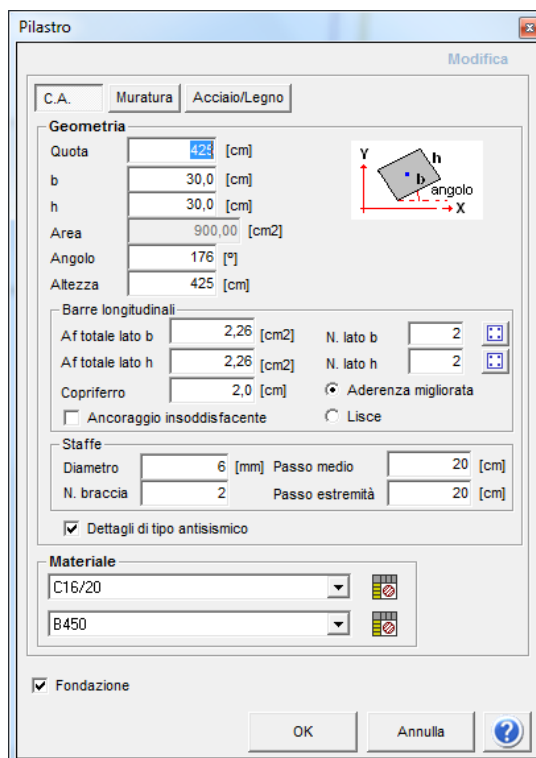 Pilastro
Modifica
C.A. Muratura Acciaio/Legno
Geometria
Quota 425 [cm]
b 30,0 [cm]
h 30,0 [cm]
Area 900,00 [cm2]
Angolo 176 [º]
Altezza 425 [cm]
Y h b angolo X
Barre longitudinali
Af totale lato b 2,26 [cm2] N. lato b 2
Af totale lato h 2,26 [cm2] N. lato h 2
Copriferro 2,0 [cm] Aderenza migliorata
Ancoraggio insoddisfacente Lisce
Staffe
Diametro 6 [mm] Passo medio 20 [cm]
N. braccia 2 Passo estremità 20 [cm]
Dettagli di tipo antisismico
Materiale
C16/20
B450
Fondazione
OK Annulla ?